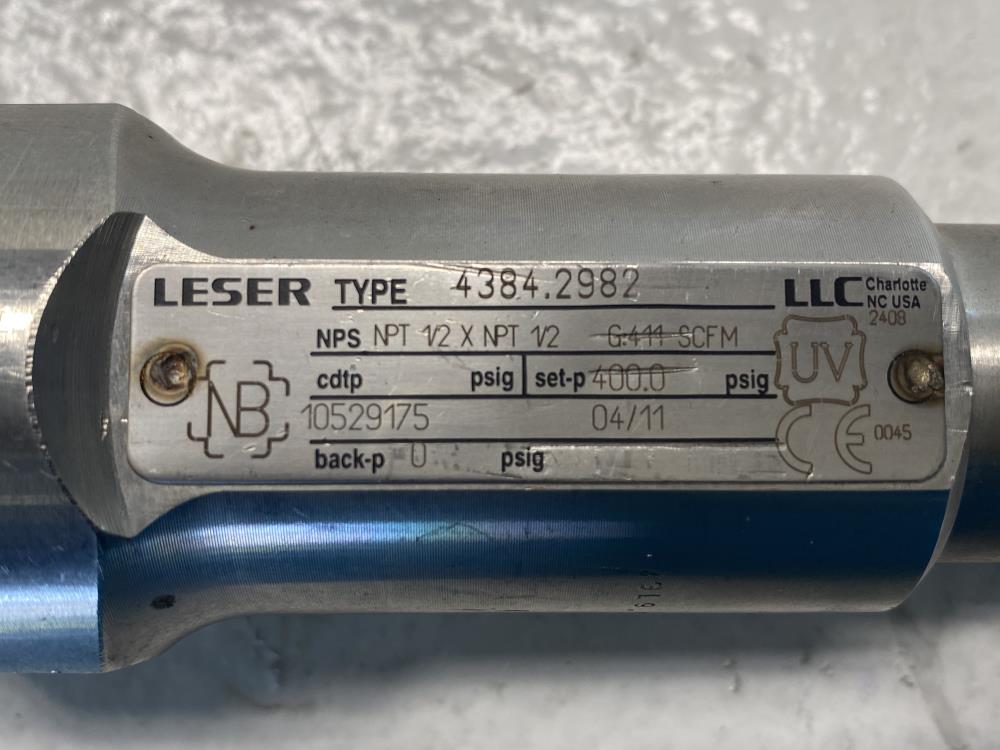 LESER TYPE 4384.2982 LLC Charlotte
NC USA
2408
NPS NPT 1/2 X NPT 1/2 G:411 SCFM
UV
cdtp psig set-p 400.0 psig
NB
10529175 04/11
CE 0045
back-p 0 psig